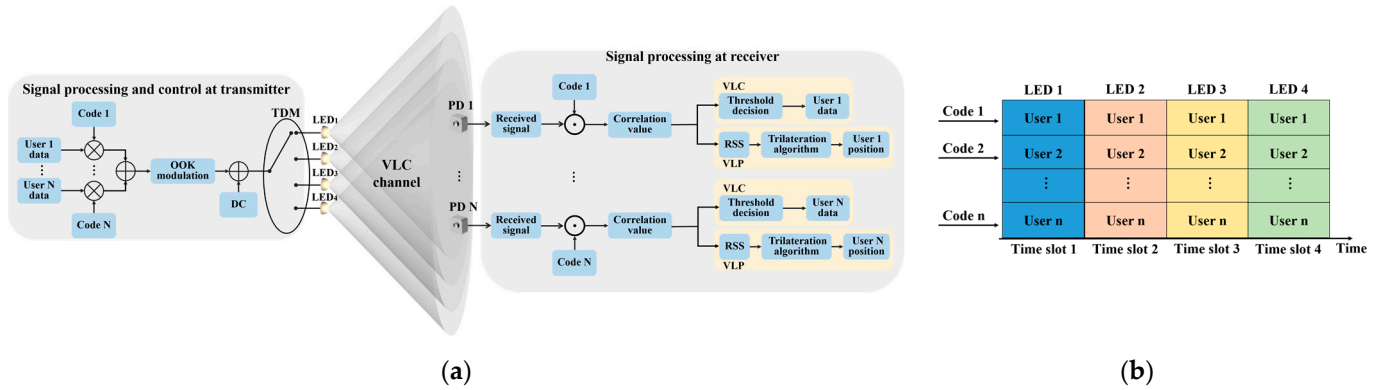 Signal processing and control at transmitter
Code 1
User 1
data
⋮
User N
data
Code N
OOK
modulation
DC
TDM
LED1
LED2
LED3
LED4
VLC
channel
PD 1
⋮
PD N
Signal processing at receiver
Received
signal
Code 1
Correlation
value
VLC
Threshold
decision
User 1
data
RSS
Trilateration
algorithm
User 1
position
VLP
⋮
Received
signal
Code N
Correlation
value
VLC
Threshold
decision
User N
data
RSS
Trilateration
algorithm
User N
position
VLP
(a)
LED 1 LED 2 LED 3 LED 4
Code 1 User 1 User 1 User 1 User 1
Code 2 User 2 User 2 User 2 User 2
⋮ ⋮ ⋮ ⋮
Code n User n User n User n User n
Time slot 1 Time slot 2 Time slot 3 Time slot 4 Time
(b)